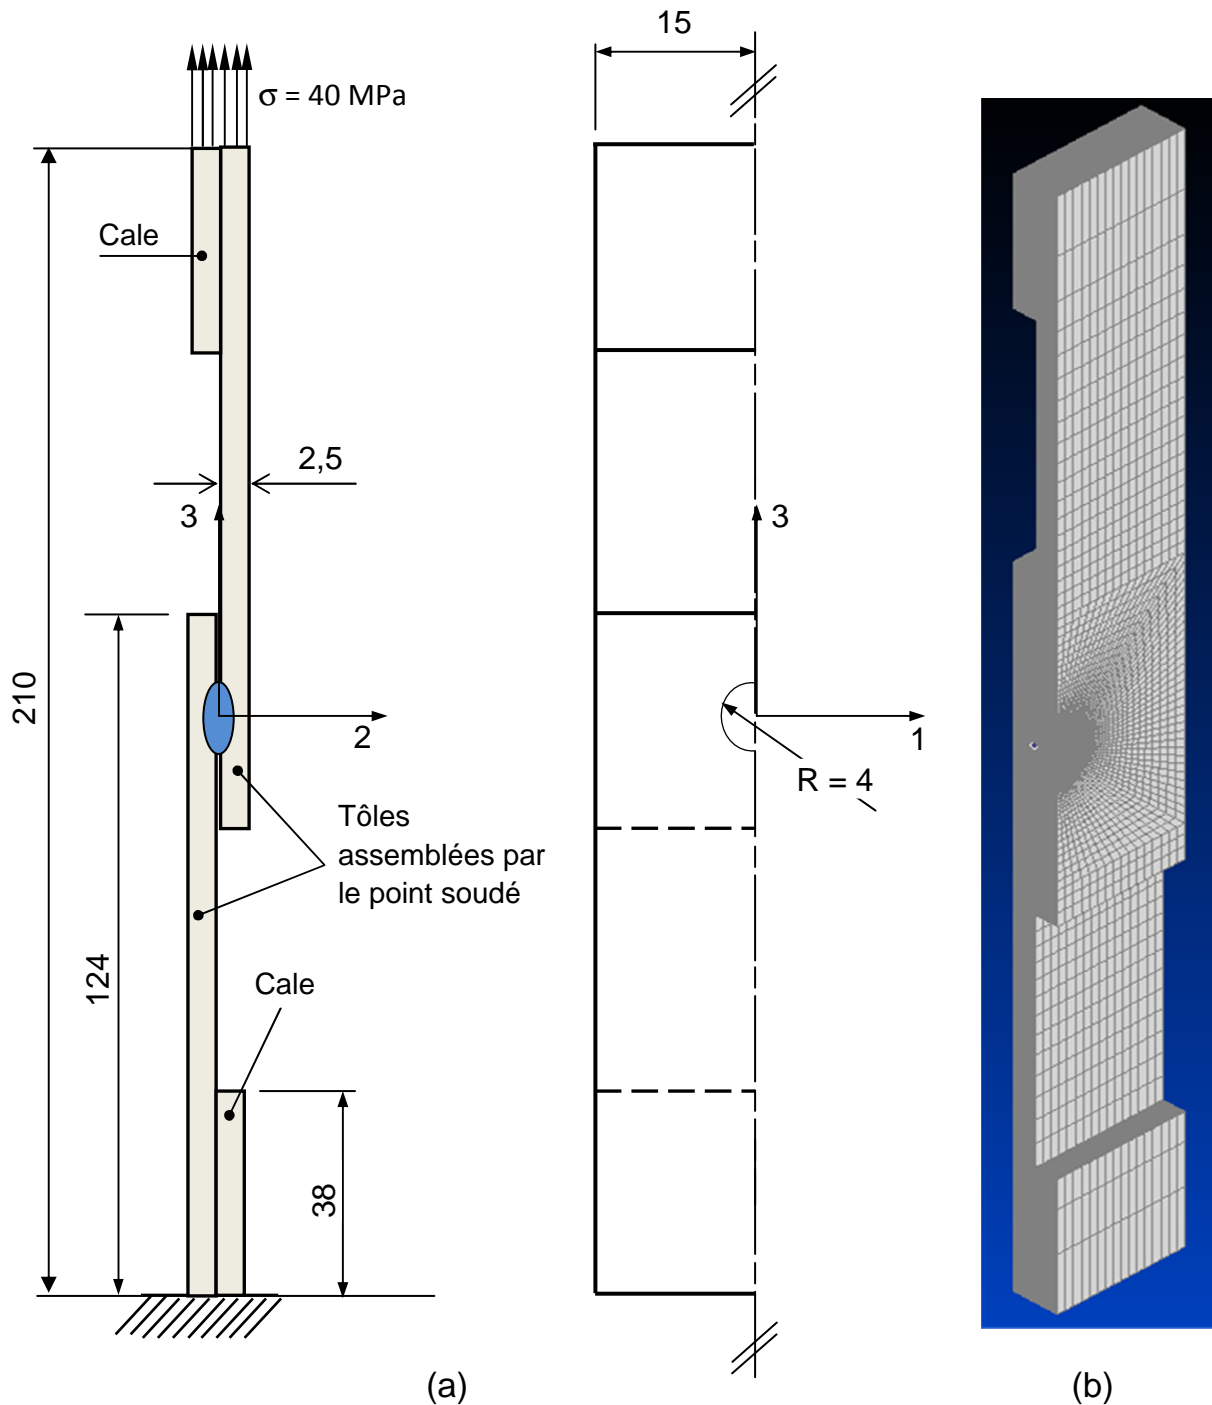 15
σ = 40 MPa
Cale
2,5
3
3
210
2
1
R = 4
Tôles
assemblées par
le point soudé
124
Cale
38
(a)
(b)